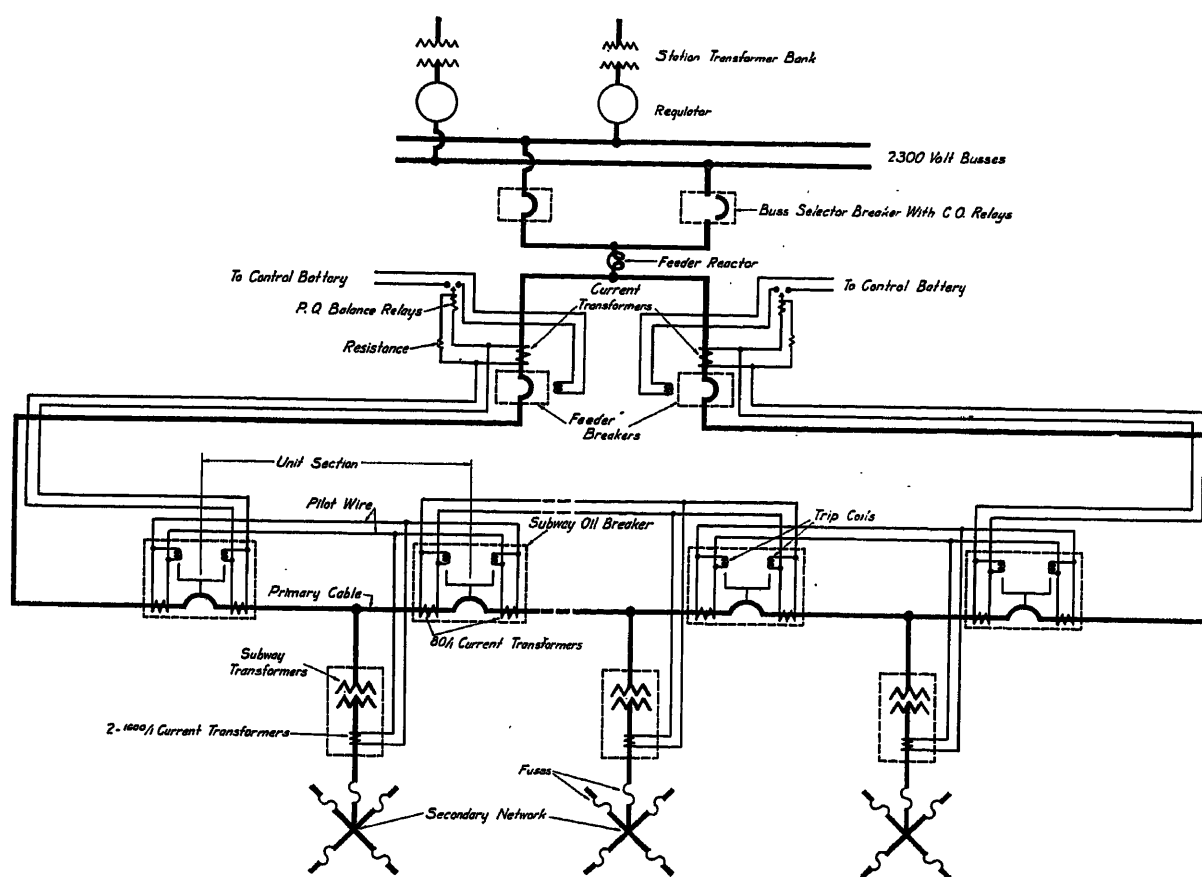 Station Transformer Bank
Regulator
2300 Volt Busses
Buss Selector Breaker With C.O. Relays
Feeder Reactor
To Control Battery
Current
Transformers
To Control Battery
P.Q. Balance Relays
Resistance
Feeder
Breakers
Unit Section
Pilot Wire
Subway Oil Breaker
Trip Coils
Primary Cable
80/1 Current Transformers
Subway
Transformers
2-1600/1 Current Transformers
Fuses
Secondary Network